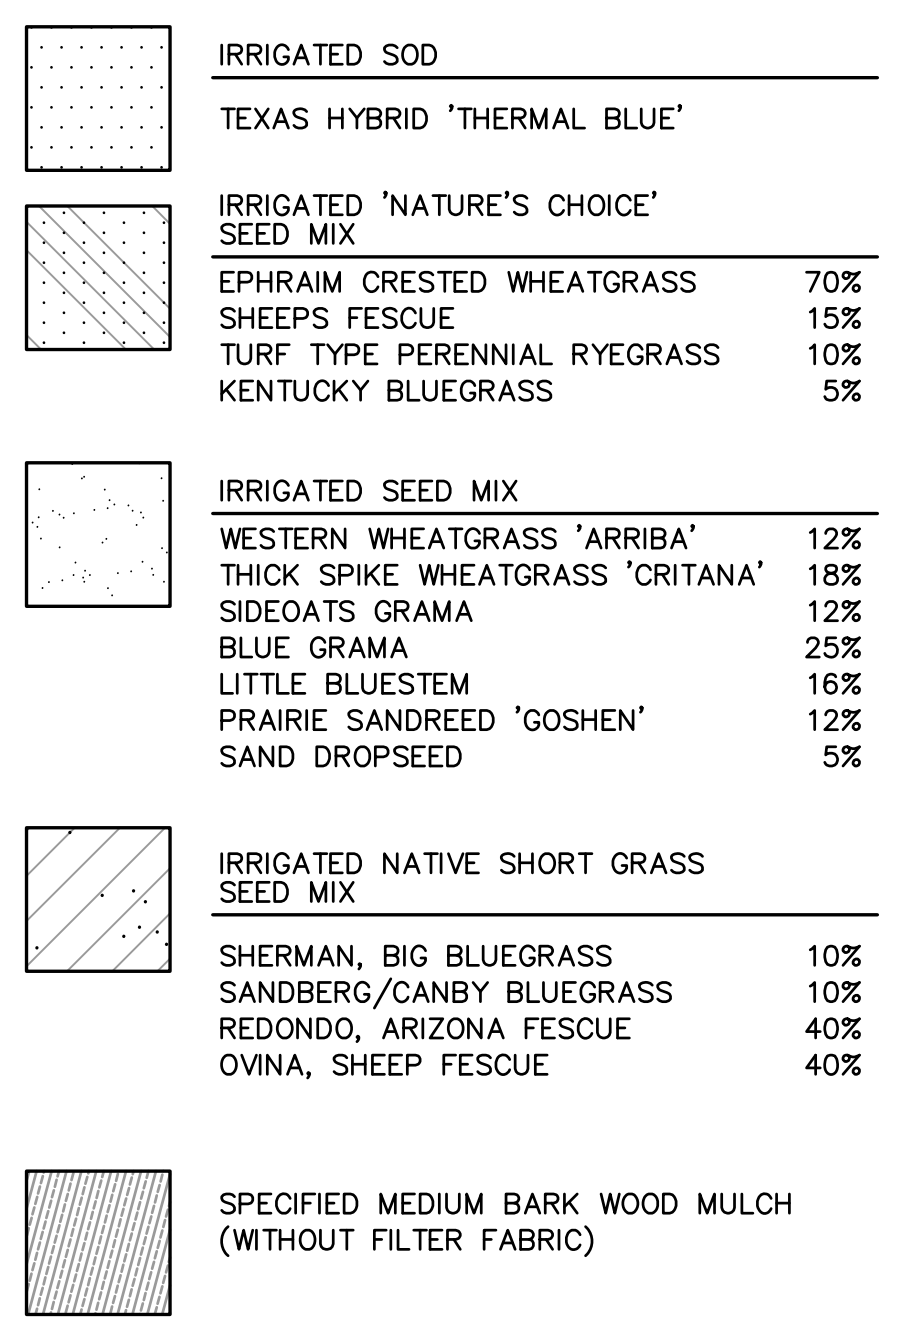 IRRIGATED SOD
TEXAS HYBRID 'THERMAL BLUE'
IRRIGATED 'NATURE'S CHOICE'
SEED MIX
EPHRAIM CRESTED WHEATGRASS 70%
SHEEPS FESCUE 15%
TURF TYPE PERENNIAL RYEGRASS 10%
KENTUCKY BLUEGRASS 5%
IRRIGATED SEED MIX
WESTERN WHEATGRASS 'ARRIBA' 12%
THICK SPIKE WHEATGRASS 'CRITANA' 18%
SIDEOATS GRAMA 12%
BLUE GRAMA 25%
LITTLE BLUESTEM 16%
PRAIRIE SANDREED 'GOSHEN' 12%
SAND DROPSEED 5%
IRRIGATED NATIVE SHORT GRASS
SEED MIX
SHERMAN, BIG BLUEGRASS 10%
SANDBERG/CANBY BLUEGRASS 10%
REDONDO, ARIZONA FESCUE 40%
OVINA, SHEEP FESCUE 40%
SPECIFIED MEDIUM BARK WOOD MULCH
(WITHOUT FILTER FABRIC)